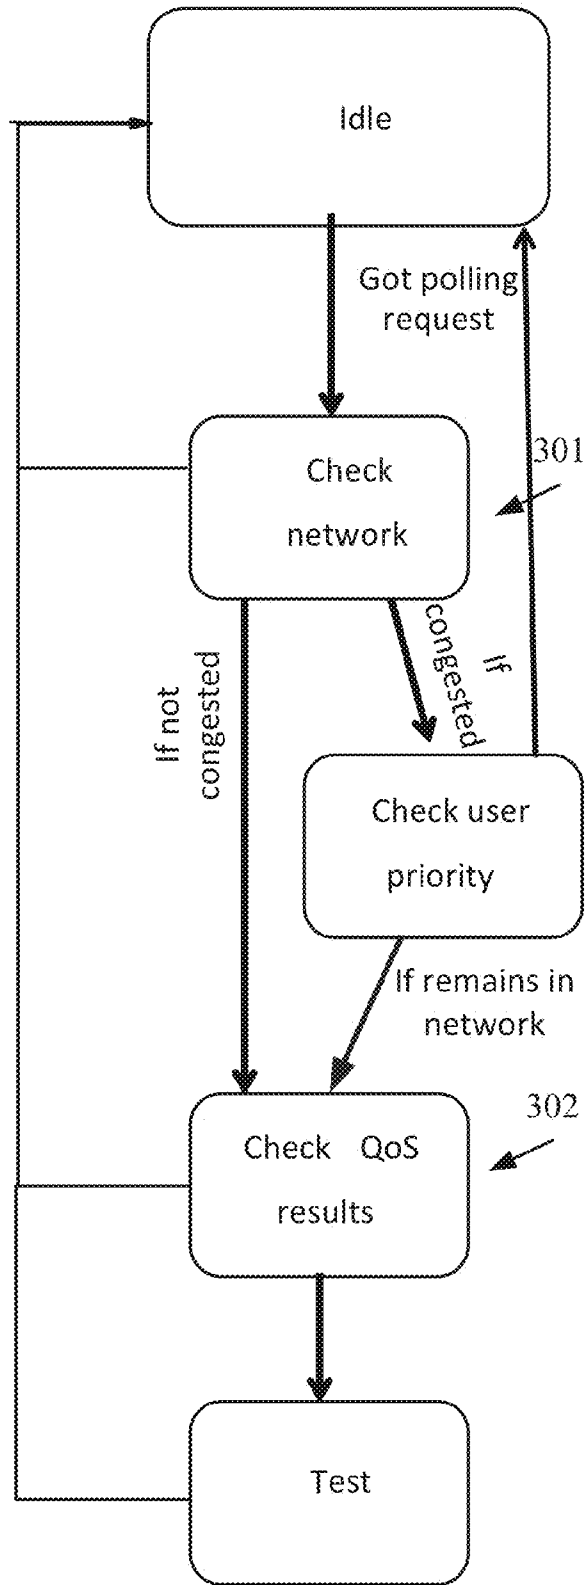 Idle
Got polling
request
Check
network
301
If not
congested
If
congested
Check user
priority
If remains in
network
Check QoS
results
302
Test